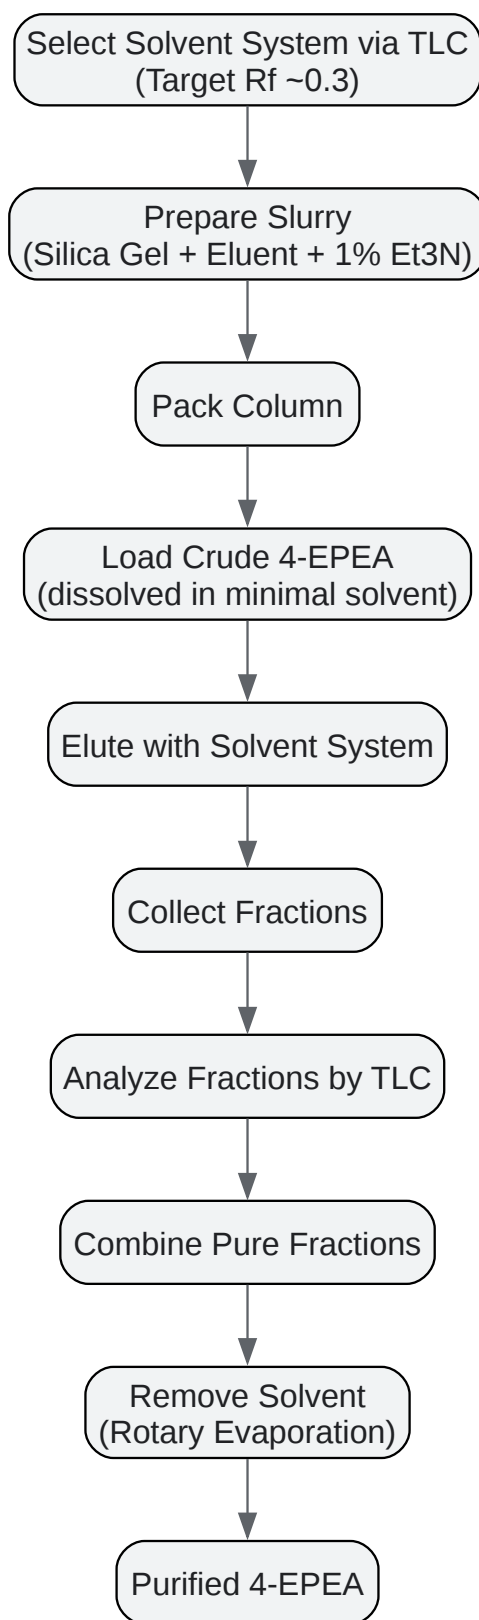 Select Solvent System via TLC
(Target Rf ~0.3)
Prepare Slurry
(Silica Gel + Eluent + 1% Et3N)
Pack Column
Load Crude 4-EPEA
(dissolved in minimal solvent)
Elute with Solvent System
Collect Fractions
Analyze Fractions by TLC
Combine Pure Fractions
Remove Solvent
(Rotary Evaporation)
Purified 4-EPEA